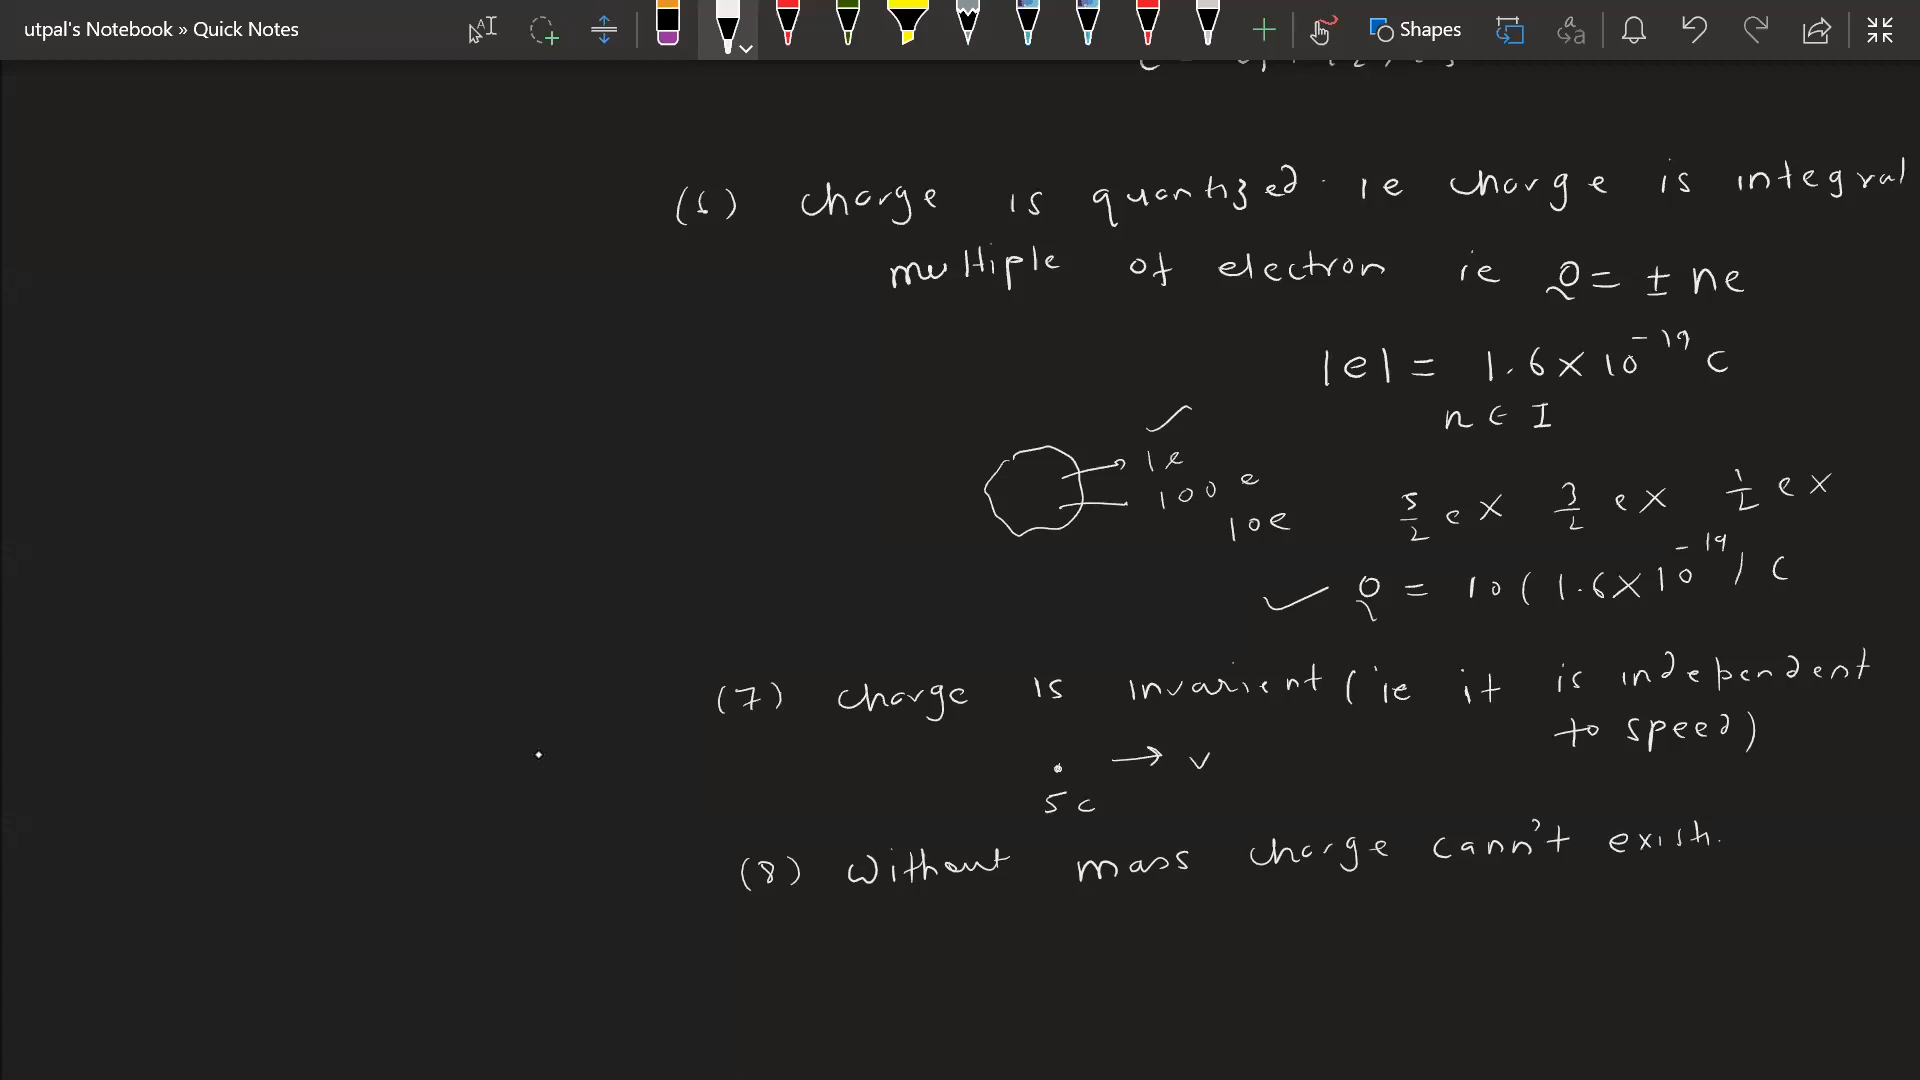 utpal's Notebook » Quick Notes
Shapes
(6) charge is quantized. ie charge is integral
multiple of electron ie Q = ± ne
|e| = 1.6 × 10^-19 C
n ∈ I
1e
100 e
10e
5/2 e X 3/2 e X 1/2 e X
Q = 10 (1.6 × 10^-19) C
(7) charge is invarient (ie it is independent
to speed)
→ v
5 c
(8) Without mass charge cann't exist.